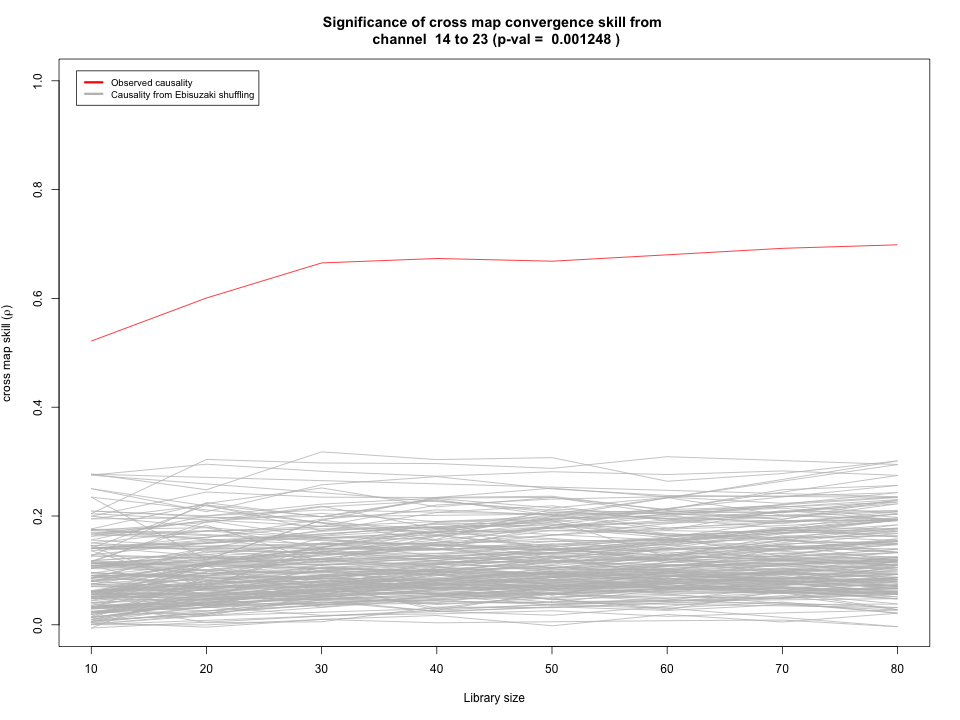 Significance of cross map convergence skill from
channel  14 to 23 (p-val =  0.001248 )
Observed causality
Causality from Ebisuzaki shuffling
cross map skill (ρ)
1.0
0.8
0.6
0.4
0.2
0.0
10 20 30 40 50 60 70 80
Library size